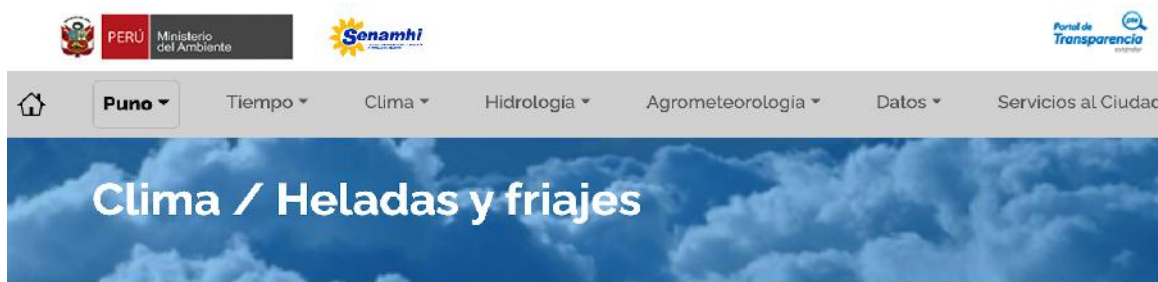 PERÚ
Ministerio
del Ambiente
Senamhi
Portal de
Transparencia
estándar
Puno
Tiempo
Clima
Hidrología
Agrometeorología
Datos
Servicios al Ciudad
Clima / Heladas y friajes